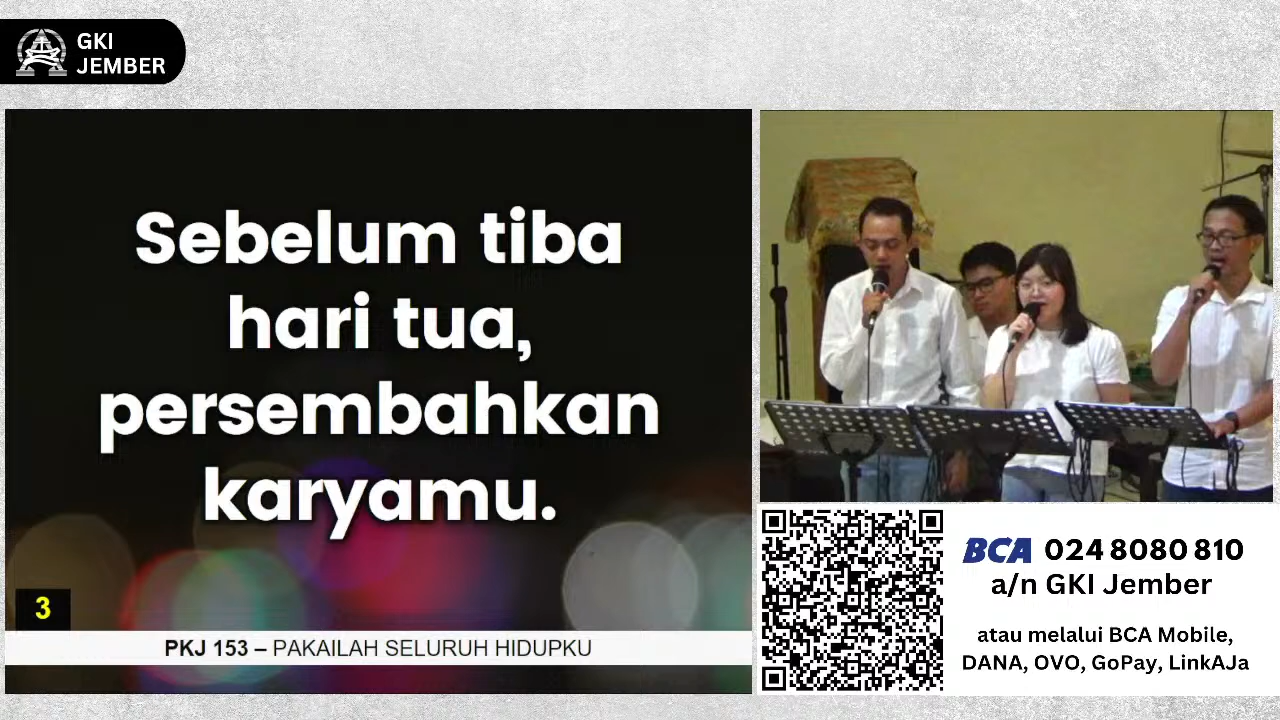 GKI
JEMBER
Sebelum tiba
hari tua,
persembahkan
karyamu.
3
PKJ 153 – PAKAILAH SELURUH HIDUPKU
BCA 024 8080 810
a/n GKI Jember
atau melalui BCA Mobile,
DANA, OVO, GoPay, LinkAJa